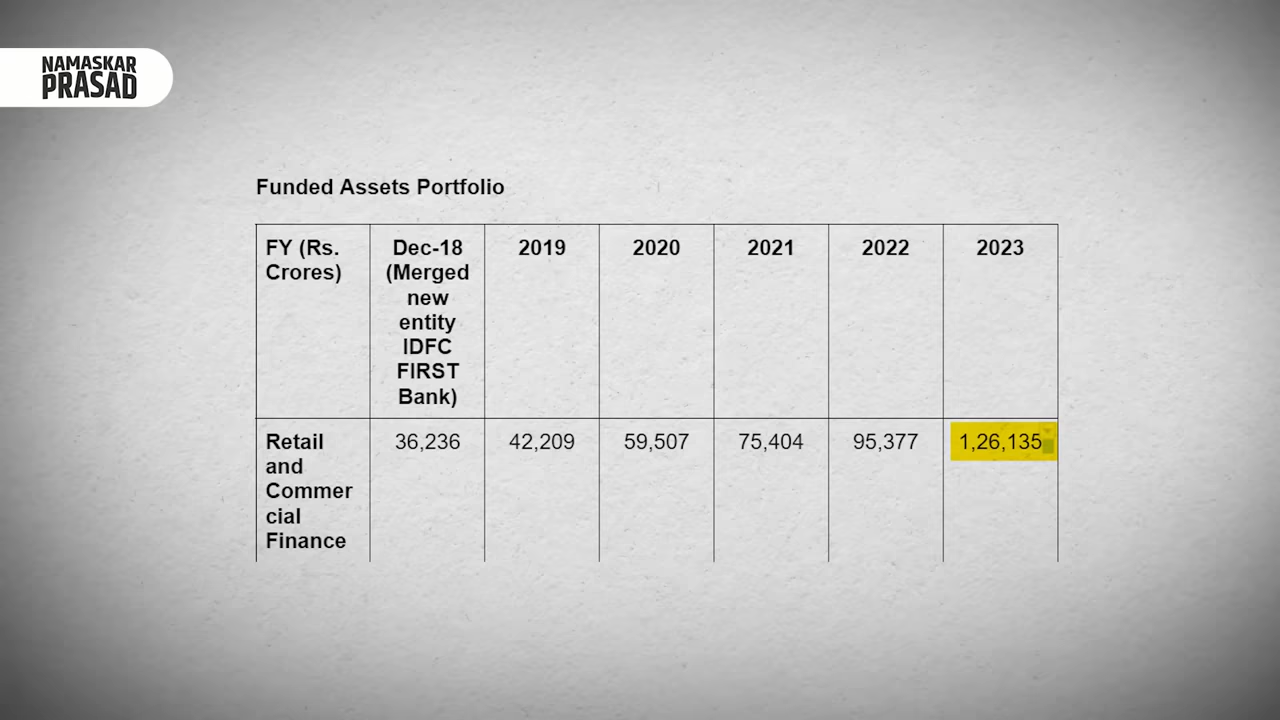 NAMASKAR
PRASAD
Funded Assets Portfolio
FY (Rs.
Crores)
Dec-18
(Merged
new
entity
IDFC
FIRST
Bank)
2019
2020
2021
2022
2023
Retail
and
Commer
cial
Finance
36,236
42,209
59,507
75,404
95,377
1,26,135